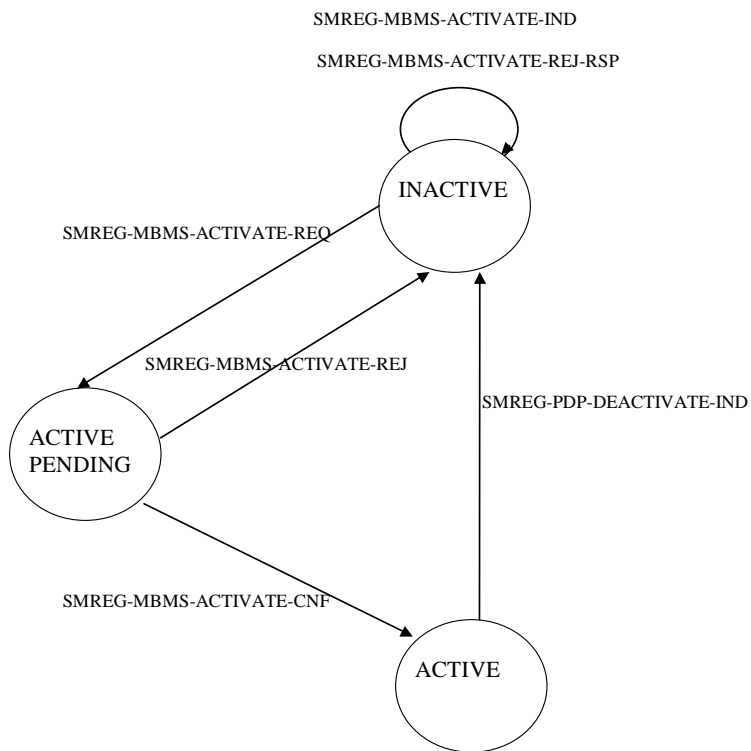 SMREG-MBMS-ACTIVATE-IND
SMREG-MBMS-ACTIVATE-REJ-RSP
INACTIVE
SMREG-MBMS-ACTIVATE-REQ
SMREG-MBMS-ACTIVATE-REJ
SMREG-PDP-DEACTIVATE-IND
ACTIVE
PENDING
SMREG-MBMS-ACTIVATE-CNF
ACTIVE